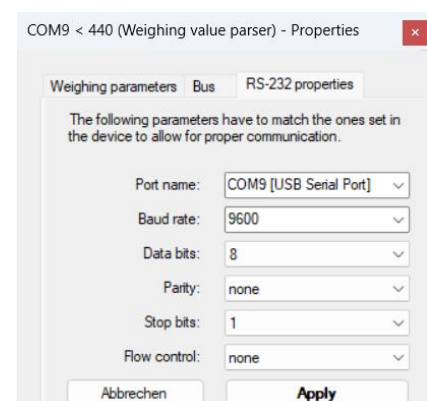 COM9 < 440 (Weighing value parser) - Properties
×
Weighing parameters Bus RS-232 properties
The following parameters have to match the ones set in
the device to allow for proper communication.
Port name: COM9 [USB Serial Port]
Baud rate: 9600
Data bits: 8
Parity: none
Stop bits: 1
Flow control: none
Abbrechen Apply